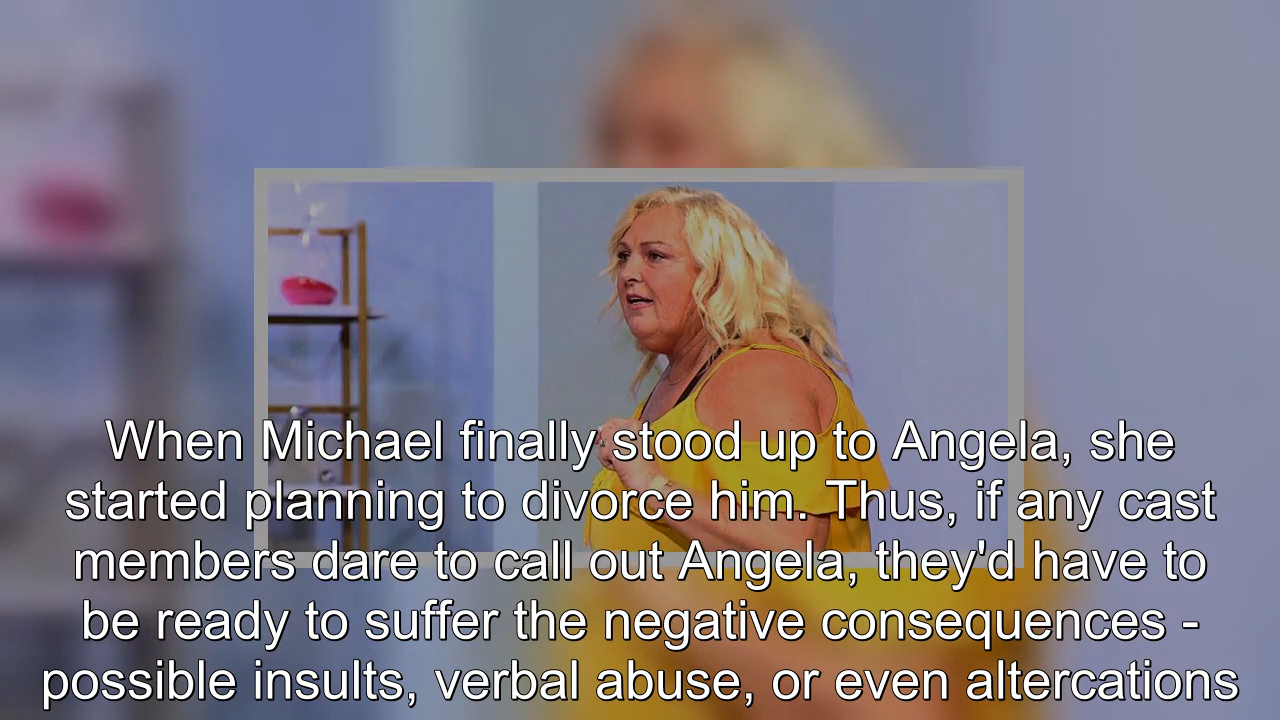 When Michael finally stood up to Angela, she
started planning to divorce him. Thus, if any cast
members dare to call out Angela, they'd have to
be ready to suffer the negative consequences -
possible insults, verbal abuse, or even altercations